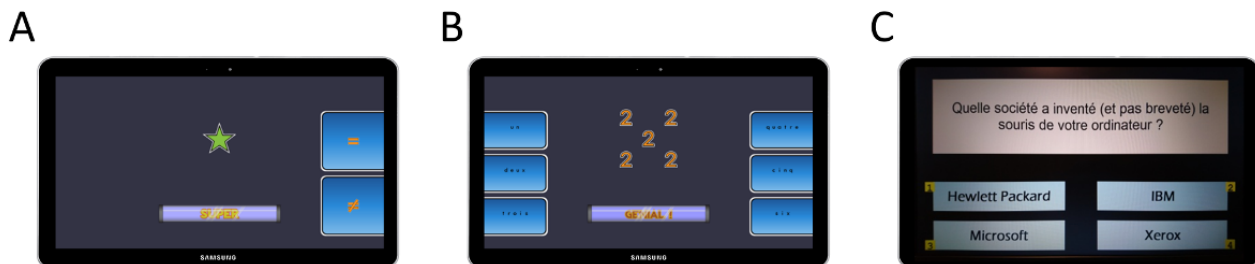 A
B
C
=
≠
SUPER
SAMSUNG
un
deux
trois
2 2
2
2 2
quatre
cinq
six
GENIAL !
SAMSUNG
Quelle société a inventé (et pas breveté) la
souris de votre ordinateur ?
1 Hewlett Packard
IBM 2
3 Microsoft
Xerox 4